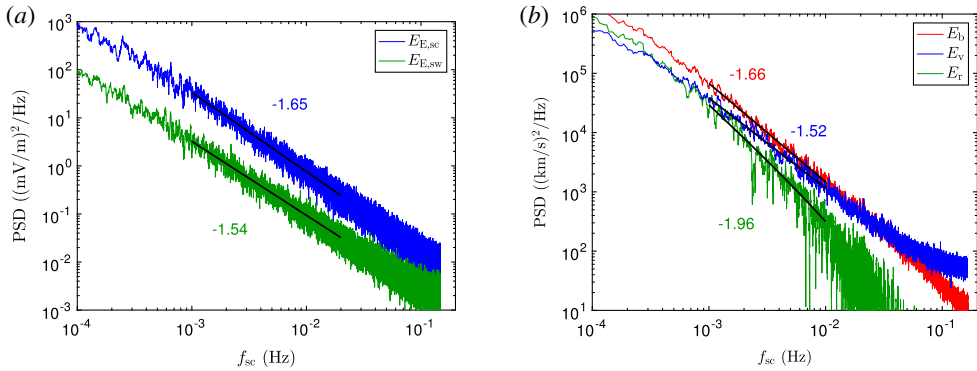 (a)
10^3
10^2
10^1
10^0
10^-1
10^-2
10^-3
PSD ((mV/m)^2/Hz)
E_E,sc
E_E,sw
-1.65
-1.54
10^-4
10^-3
10^-2
10^-1
f_sc (Hz)
(b)
10^6
10^5
10^4
10^3
10^2
10^1
PSD ((km/s)^2/Hz)
E_b
E_v
E_r
-1.66
-1.52
-1.96
10^-4
10^-3
10^-2
10^-1
f_sc (Hz)